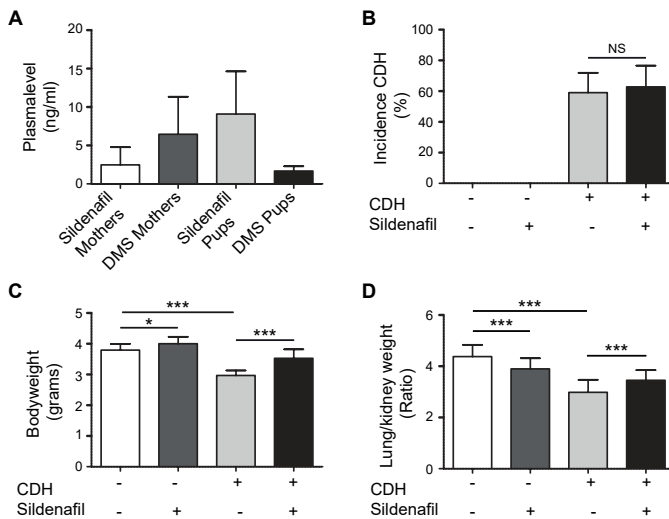 A
20
15
10
5
0
Plasmalevel
(ng/ml)
Sildenafil
Mothers
DMS Mothers
Sildenafil
Pups
DMS Pups
B
NS
100
80
60
40
20
0
Incidence CDH
(%)
CDH - - + +
Sildenafil - + - +
C
***
* ***
5
4
3
2
1
0
Bodyweight
(grams)
CDH - - + +
Sildenafil - + - +
D
***
*** ***
6
4
2
0
Lung/kidney weight
(Ratio)
CDH - - + +
Sildenafil - + - +